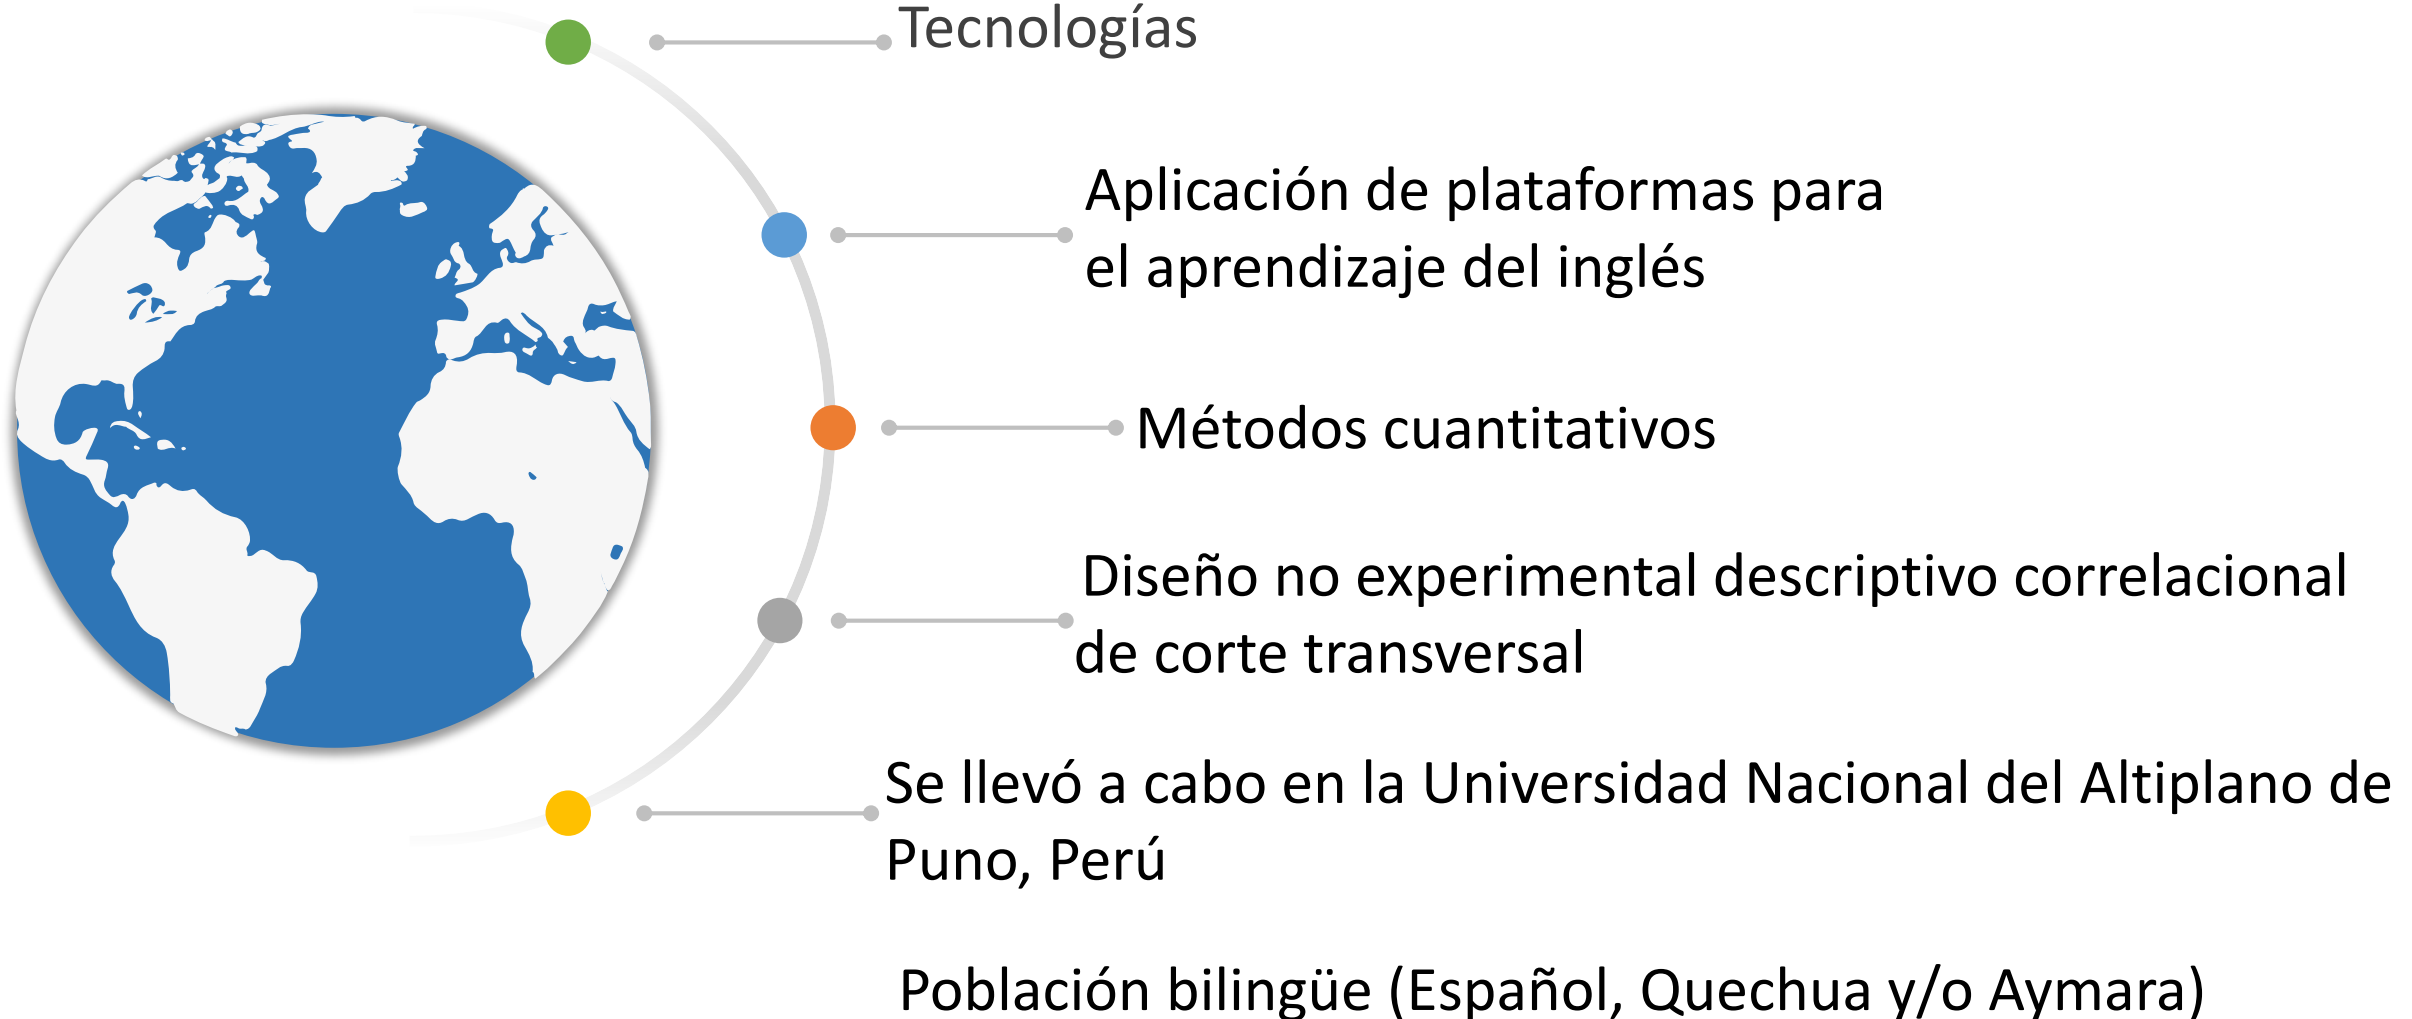 Tecnologías
Aplicación de plataformas para
el aprendizaje del inglés
Métodos cuantitativos
Diseño no experimental descriptivo correlacional
de corte transversal
Se llevó a cabo en la Universidad Nacional del Altiplano de
Puno, Perú
Población bilingüe (Español, Quechua y/o Aymara)